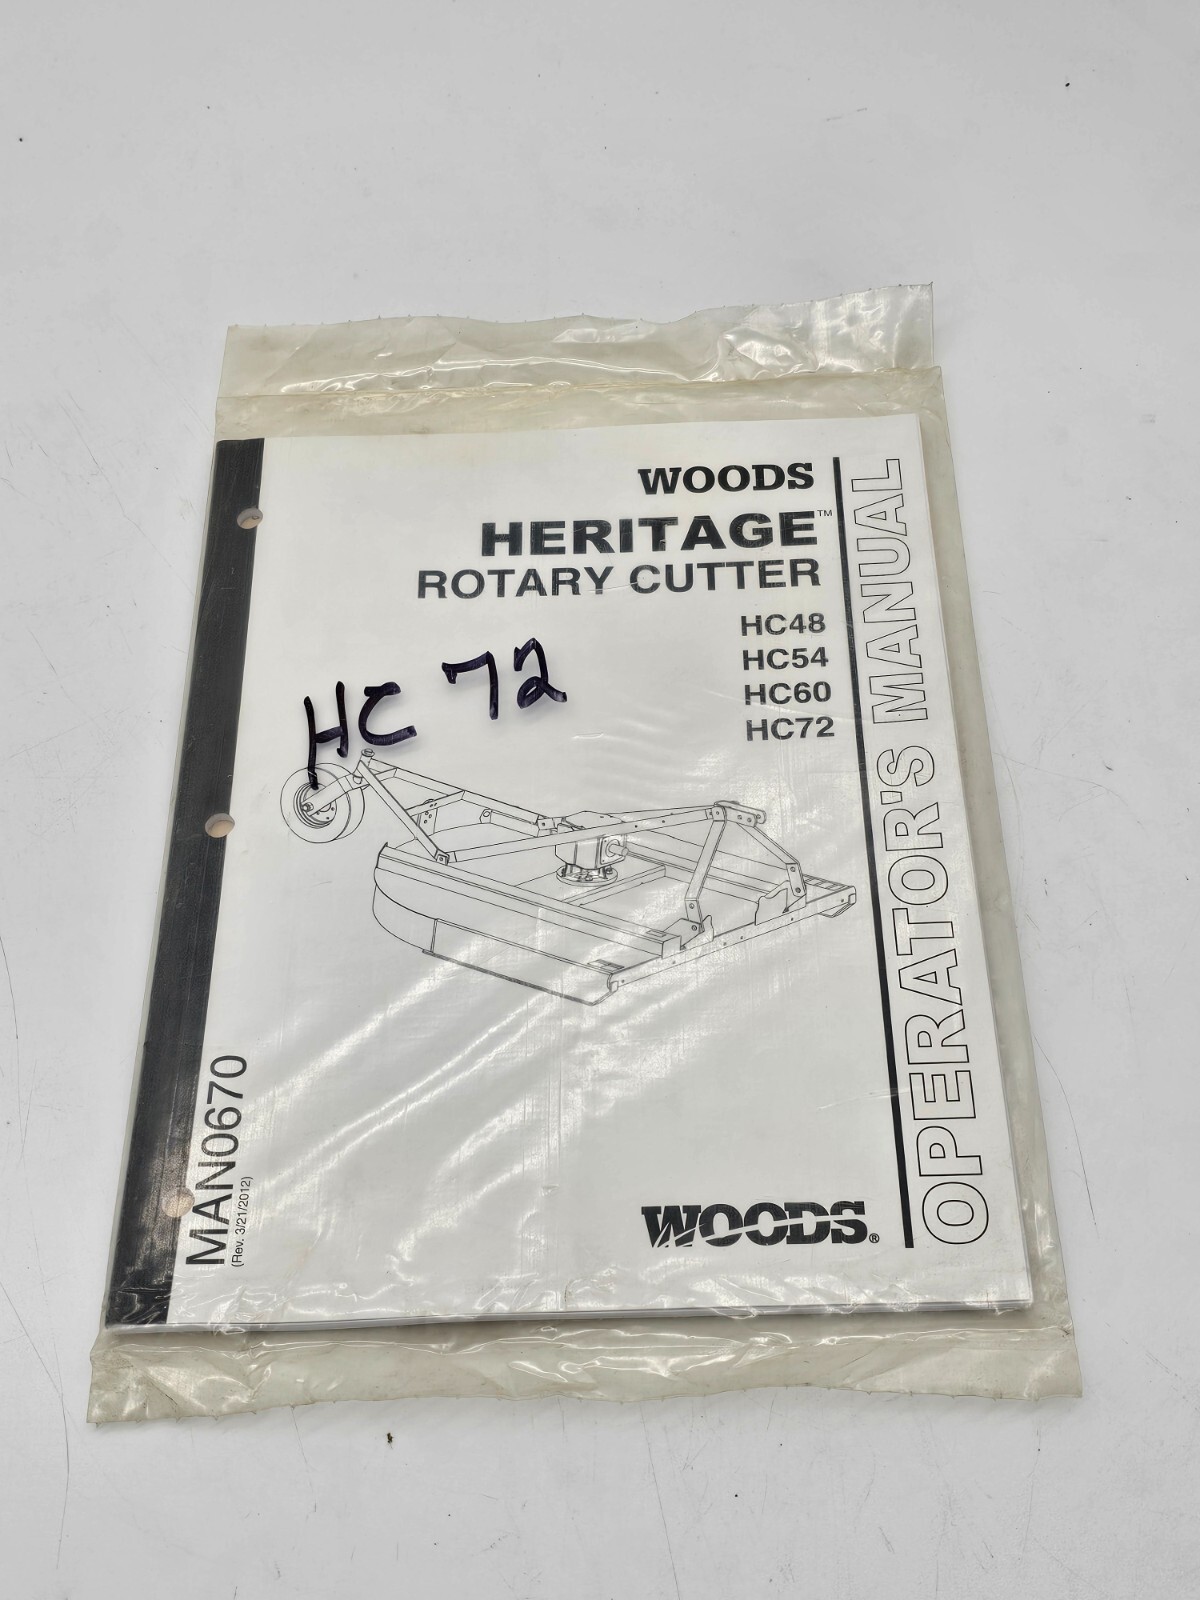 WOODS
HERITAGE™
ROTARY CUTTER
HC48
HC54
HC60
HC72
HC 72
OPERATOR'S MANUAL
MAN0670
(Rev. 3/21/2012)
WOODS®